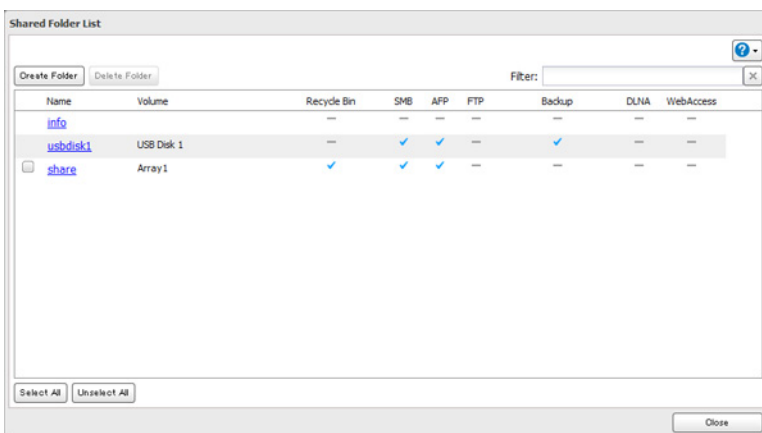 Shared Folder List
Create Folder Delete Folder Filter:
Name Volume Recycle Bin SMB AFP FTP Backup DLNA WebAccess
info
usbdisk1 USB Disk 1
share Array1
Select All Unselect All
Close